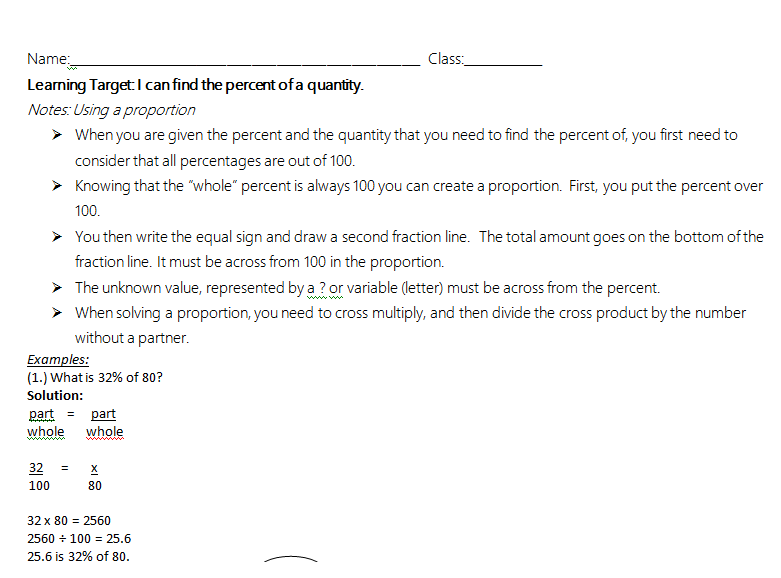 Name:_______________________________________________ Class:__________
Learning Target: I can find the percent of a quantity.
Notes: Using a proportion
➢ When you are given the percent and the quantity that you need to find the percent of, you first need to
consider that all percentages are out of 100.
➢ Knowing that the “whole” percent is always 100 you can create a proportion. First, you put the percent over
100.
➢ You then write the equal sign and draw a second fraction line. The total amount goes on the bottom of the
fraction line. It must be across from 100 in the proportion.
➢ The unknown value, represented by a ? or variable (letter) must be across from the percent.
➢ When solving a proportion, you need to cross multiply, and then divide the cross product by the number
without a partner.
Examples:
(1.) What is 32% of 80?
Solution:
part = part
whole whole
32 = x
100 80
32 x 80 = 2560
2560 ÷ 100 = 25.6
25.6 is 32% of 80.